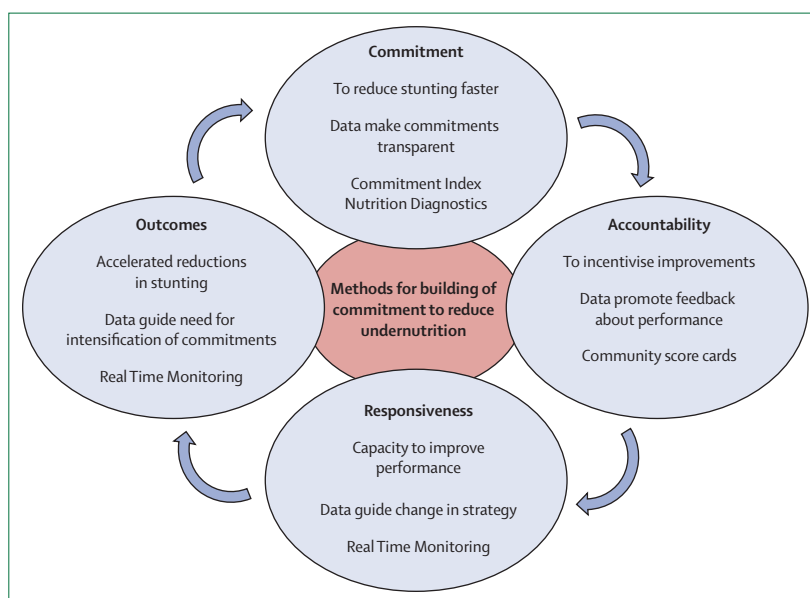 Commitment
To reduce stunting faster
Data make commitments
transparent
Commitment Index
Nutrition Diagnostics
Accountability
To incentivise improvements
Data promote feedback
about performance
Community score cards
Responsiveness
Capacity to improve
performance
Data guide change in strategy
Real Time Monitoring
Outcomes
Accelerated reductions
in stunting
Data guide need for
intensification of commitments
Real Time Monitoring
Methods for building of
commitment to reduce
undernutrition